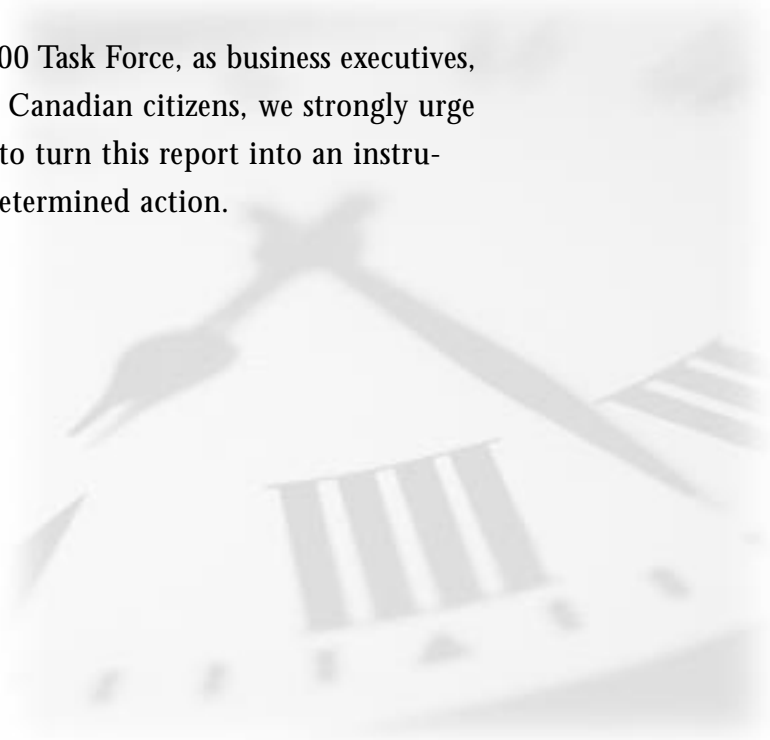 00 Task Force, as business executives,
Canadian citizens, we strongly urge
to turn this report into an instru-
etermined action.